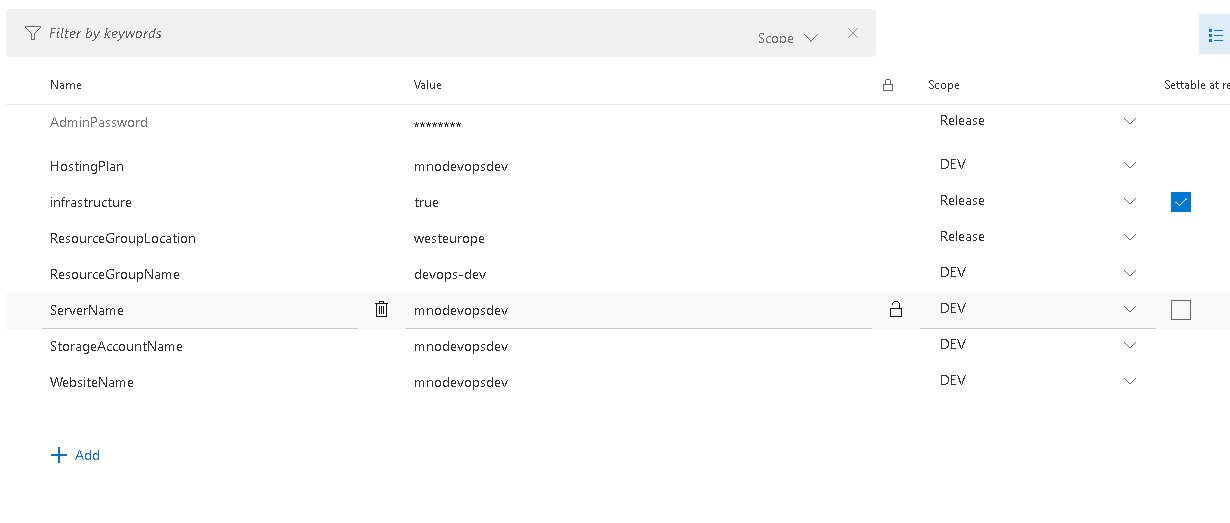 Filter by keywords Scope
Name Value Scope Settable at re
AdminPassword ******** Release
HostingPlan mnodevopsdev DEV
infrastructure true Release
ResourceGroupLocation westeurope Release
ResourceGroupName devops-dev DEV
ServerName mnodevopsdev DEV
StorageAccountName mnodevopsdev DEV
WebsiteName mnodevopsdev DEV
+ Add